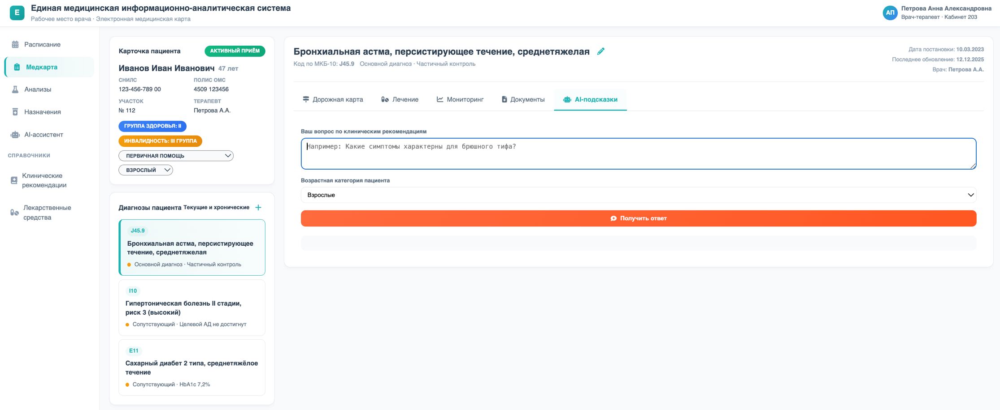 E
Единая медицинская информационно-аналитическая система
Рабочее место врача · Электронная медицинская карта
АП
Петрова Анна Александровна
Врач-терапевт · Кабинет 203
Расписание
Медкарта
Анализы
Назначения
AI-ассистент
СПРАВОЧНИКИ
Клинические
рекомендации
Лекарственные
средства
Карточка пациента
АКТИВНЫЙ ПРИЁМ
Иванов Иван Иванович 47 лет
СНИЛС
ПОЛИС ОМС
123-456-789 00
4509 123456
УЧАСТОК
ТЕРАПЕВТ
№ 112
Петрова А.А.
ГРУППА ЗДОРОВЬЯ: II
ИНВАЛИДНОСТЬ: III ГРУППА
ПЕРВИЧНАЯ ПОМОЩЬ
ВЗРОСЛЫЙ
Диагнозы пациента Текущие и хронические +
J45.9
Бронхиальная астма, персистирующее
течение, среднетяжелая
Основной диагноз · Частичный контроль
I10
Гипертоническая болезнь II стадии,
риск 3 (высокий)
Сопутствующий · Целевой АД не достигнут
E11
Сахарный диабет 2 типа, среднетяжёлое
течение
Сопутствующий · HbA1c 7,2%
Бронхиальная астма, персистирующее течение, среднетяжелая
Код по МКБ-10: J45.9 Основной диагноз · Частичный контроль
Дата постановки: 10.03.2023
Последнее обновление: 12.12.2025
Врач: Петрова А.А.
Дорожная карта
Лечение
Мониторинг
Документы
AI-подсказки
Ваш вопрос по клиническим рекомендациям
Например: Какие симптомы характерны для брюшного тифа?
Возрастная категория пациента
Взрослые
Получить ответ